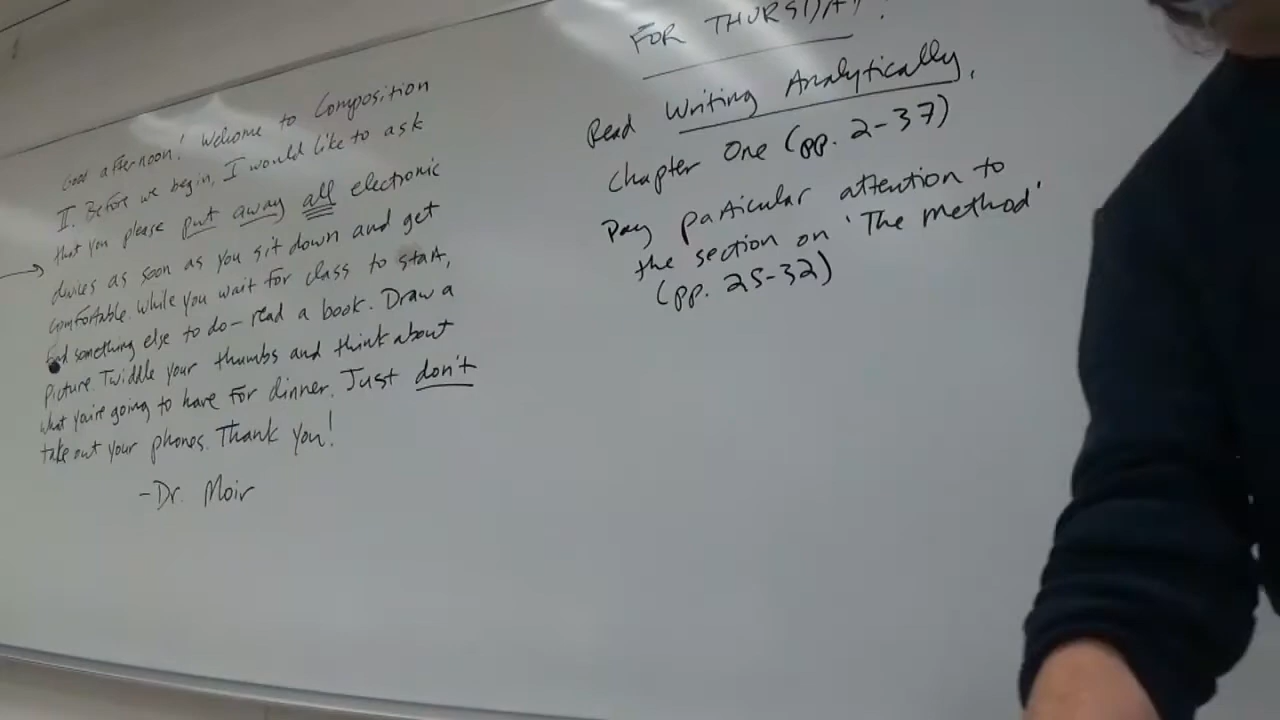 Good afternoon! Welcome to Composition
II. Before we begin, I would like to ask
that you please put away all electronic
devices as soon as you sit down and get
comfortable. While you wait for class to start,
find something else to do – read a book. Draw a
picture. Twiddle your thumbs and think about
what you're going to have for dinner. Just don't
take out your phones. Thank you!
- Dr. Moir
FOR THURSDAY:
Read Writing Analytically,
Chapter One (pp. 2-37)
Pay particular attention to
the section on 'The Method'
(pp. 25-32)